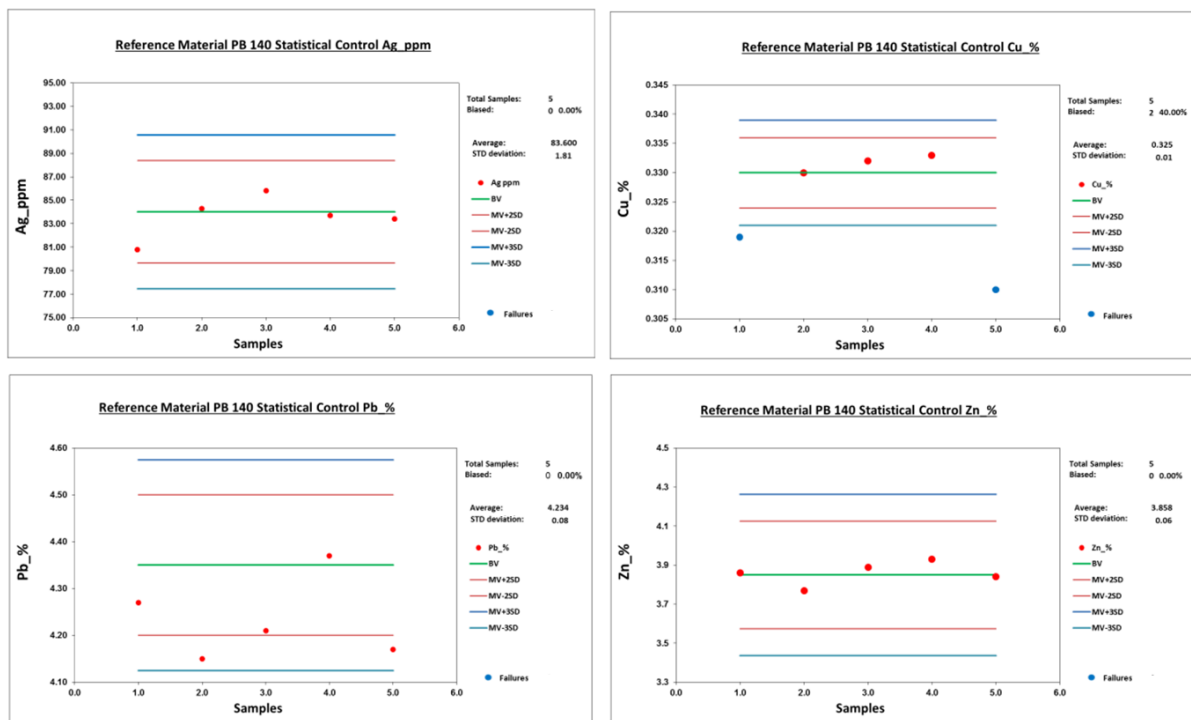 Reference Material PB 140 Statistical Control Ag_ppm
95.00
93.00
91.00
89.00
87.00
85.00
83.00
81.00
79.00
77.00
75.00
Ag_ppm
0.0 1.0 2.0 3.0 4.0 5.0 6.0
Samples
Total Samples: 5
Biased: 0 0.00%
Average: 83.600
STD deviation: 1.81
Ag ppm
BV
MV+2SD
MV-2SD
MV+3SD
MV-3SD
Failures
Reference Material PB 140 Statistical Control Cu_%
0.345
0.340
0.335
0.330
0.325
0.320
0.315
0.310
0.305
Cu_%
0.0 1.0 2.0 3.0 4.0 5.0 6.0
Samples
Total Samples: 5
Biased: 2 40.00%
Average: 0.325
STD deviation: 0.01
Cu_%
BV
MV+2SD
MV-2SD
MV+3SD
MV-3SD
Failures
Reference Material PB 140 Statistical Control Pb_%
4.60
4.50
4.40
4.30
4.20
4.10
Pb_%
0.0 1.0 2.0 3.0 4.0 5.0 6.0
Samples
Total Samples: 5
Biased: 0 0.00%
Average: 4.234
STD deviation: 0.08
Pb_%
BV
MV+2SD
MV-2SD
MV+3SD
MV-3SD
Failures
Reference Material PB 140 Statistical Control Zn_%
4.5
4.3
4.1
3.9
3.7
3.5
3.3
Zn_%
0.0 1.0 2.0 3.0 4.0 5.0 6.0
Samples
Total Samples: 5
Biased: 0 0.00%
Average: 3.858
STD deviation: 0.06
Zn_%
BV
MV+2SD
MV-2SD
MV+3SD
MV-3SD
Failures